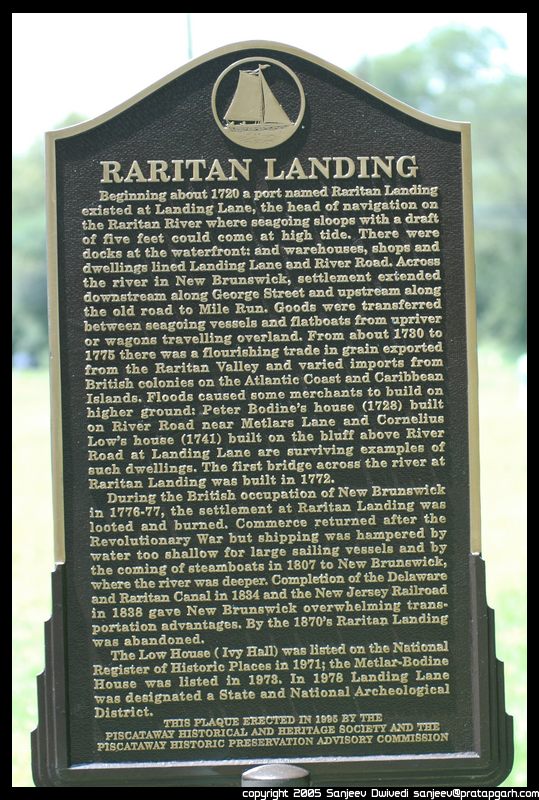 RARITAN LANDING
Beginning about 1720 a port named Raritan Landing
existed at Landing Lane, the head of navigation on
the Raritan River where seagoing sloops with a draft
of five feet could come at high tide. There were
docks at the waterfront: and warehouses, shops and
dwellings lined Landing Lane and River Road. Across
the river in New Brunswick, settlement extended
downstream along George Street and upstream along
the old road to Mile Run. Goods were transferred
between seagoing vessels and flatboats from upriver
or wagons travelling overland. From about 1730 to
1775 there was a flourishing trade in grain exported
from the Raritan Valley and varied imports from
British colonies on the Atlantic Coast and Caribbean
Islands. Floods caused some merchants to build on
higher ground: Peter Bodine's house (1728) built
on River Road near Metlars Lane and Cornelius
Low's house (1741) built on the bluff above River
Road at Landing Lane are surviving examples of
such dwellings. The first bridge across the river at
Raritan Landing was built in 1772.
During the British occupation of New Brunswick
in 1776-77, the settlement at Raritan Landing was
looted and burned. Commerce returned after the
Revolutionary War but shipping was hampered by
water too shallow for large sailing vessels and by
the coming of steamboats in 1807 to New Brunswick,
where the river was deeper. Completion of the Delaware
and Raritan Canal in 1834 and the New Jersey Railroad
in 1838 gave New Brunswick overwhelming trans-
portation advantages. By the 1870's Raritan Landing
was abandoned.
The Low House ( Ivy Hall) was listed on the National
Register of Historic Places in 1971; the Metlar-Bodine
House was listed in 1973. In 1978 Landing Lane
was designated a State and National Archeological
District.
THIS PLAQUE ERECTED IN 1995 BY THE
PISCATAWAY HISTORICAL AND HERITAGE SOCIETY AND THE
PISCATAWAY HISTORIC PRESERVATION ADVISORY COMMISSION
copyright 2005 Sanjeev Dwivedi sanjeev@pratapgarh.com